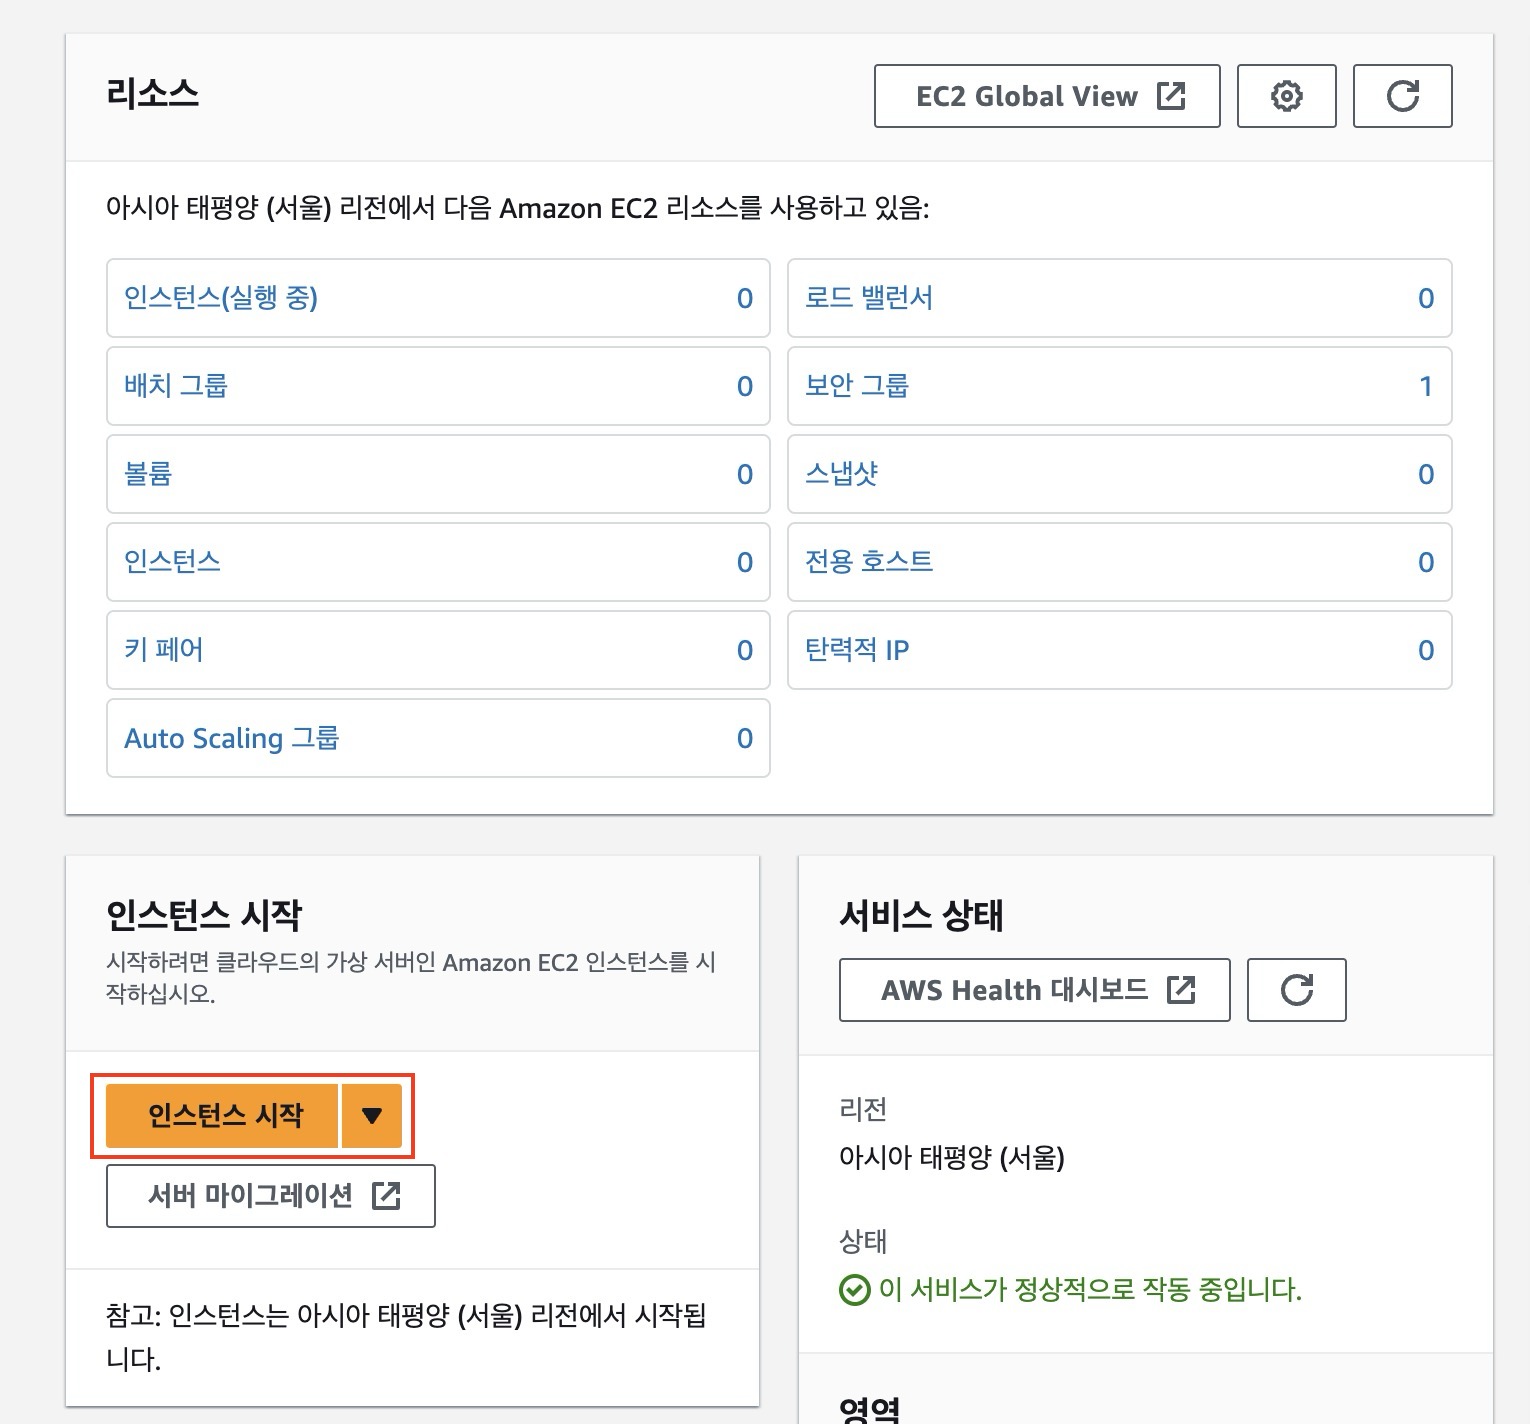 리소스
EC2 Global View
아시아 태평양 (서울) 리전에서 다음 Amazon EC2 리소스를 사용하고 있음:
인스턴스(실행 중) 0
로드 밸런서 0
배치 그룹 0
보안 그룹 1
볼륨 0
스냅샷 0
인스턴스 0
전용 호스트 0
키 페어 0
탄력적 IP 0
Auto Scaling 그룹 0
인스턴스 시작
시작하려면 클라우드의 가상 서버인 Amazon EC2 인스턴스를 시
작하십시오.
인스턴스 시작
서버 마이그레이션
참고: 인스턴스는 아시아 태평양 (서울) 리전에서 시작됩
니다.
서비스 상태
AWS Health 대시보드
리전
아시아 태평양 (서울)
상태
이 서비스가 정상적으로 작동 중입니다.
영역